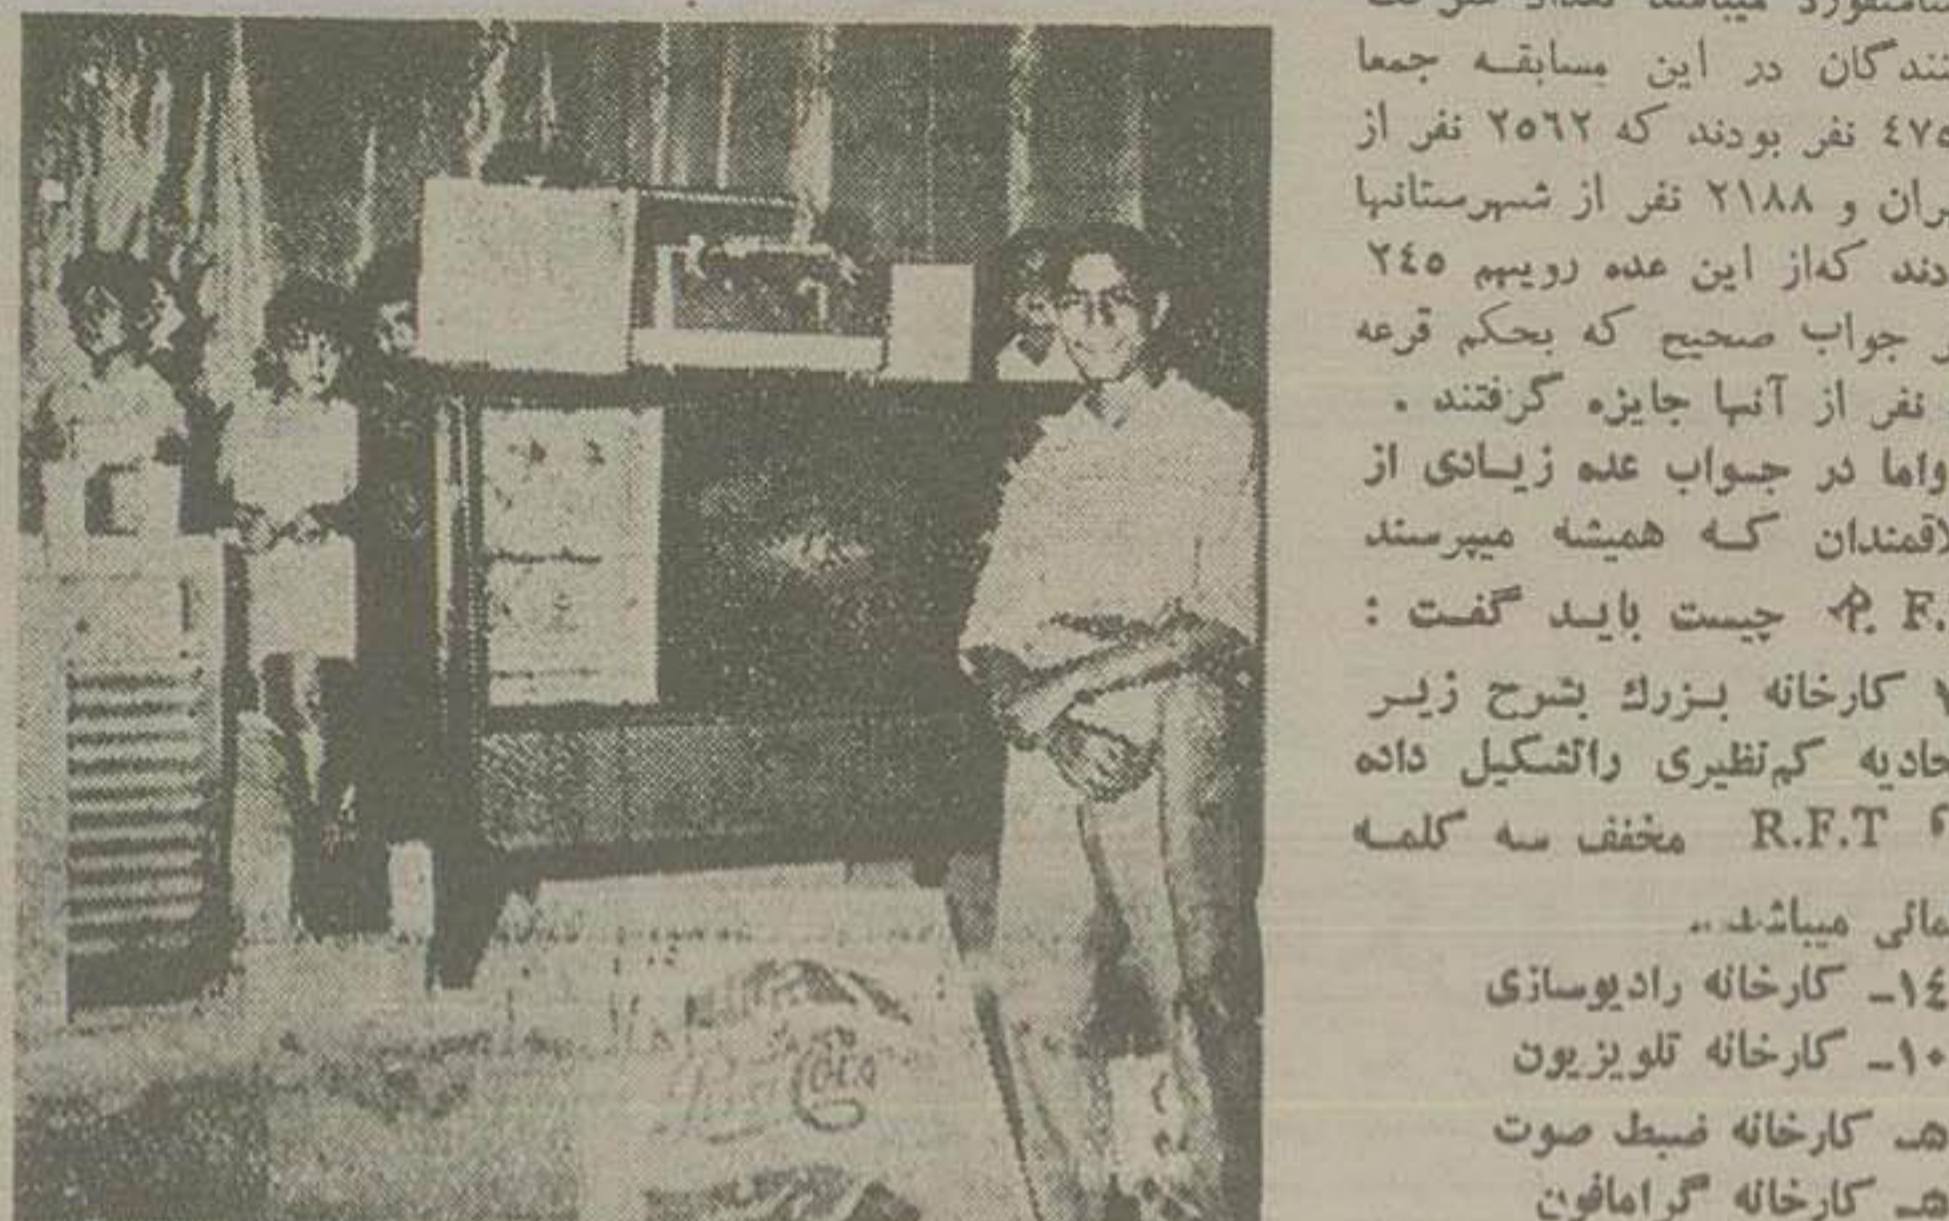 تندگان در این مسابقه جمعا
نفر بودند که ۲۵۶۲ نفر از
ران و ۲۱۸۸ نفر از شهرستانها
دند که‌از این عده رویهم ۲۴۵
جواب صحیح که بحکم قرعه
نفر از آنها جایزه گرفتند .
واما در جواب عده زیادی از
لاقمندان که همیشه میپرسند
F. چیست باید گفت :
کارخانه بزرك بشرح زیر
حادیه کم‌نظیری راتشکیل داده
R.F.T مخفف سه کلمه
مائی میباشد..
۱۴ـ کارخانه رادیوسازی
۱۰ـ کارخانه تلویزیون
کارخانه ضبط صوت
کارخانه گرامافون
Cola